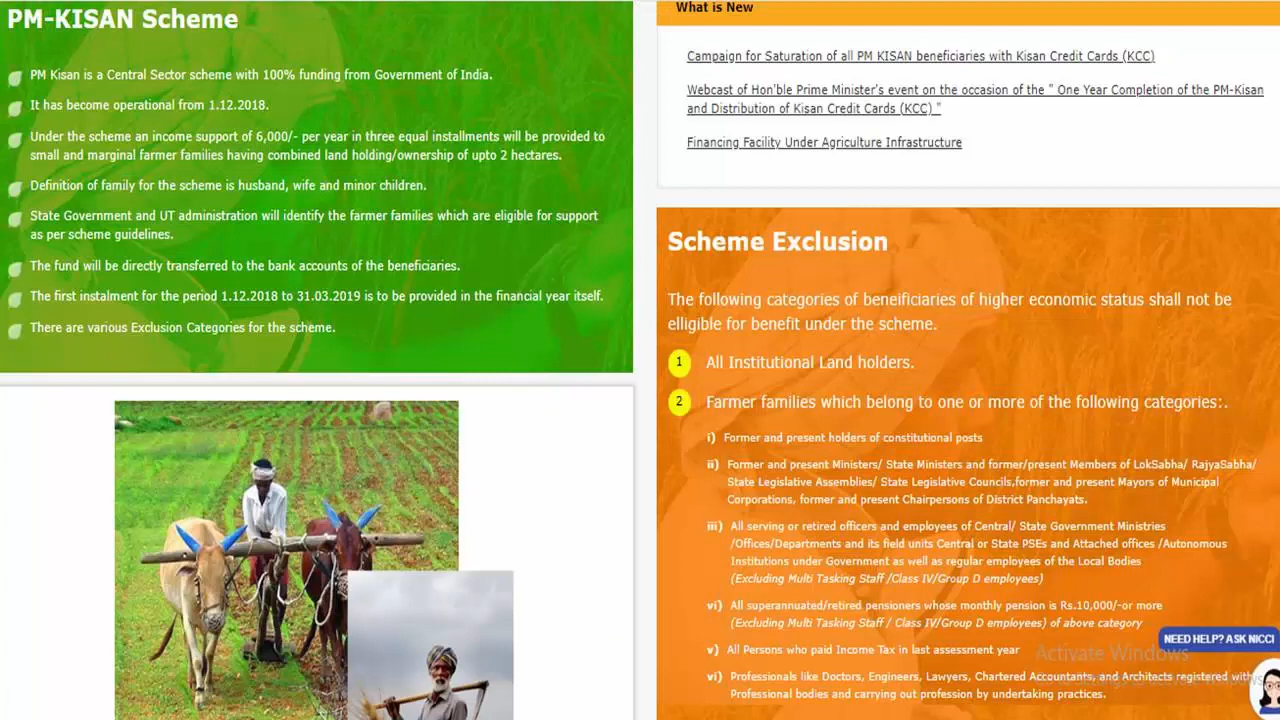 PM-KISAN Scheme
PM Kisan is a Central Sector scheme with 100% funding from Government of India.
It has become operational from 1.12.2018.
Under the scheme an income support of 6,000/- per year in three equal installments will be provided to
small and marginal farmer families having combined land holding/ownership of upto 2 hectares.
Definition of family for the scheme is husband, wife and minor children.
State Government and UT administration will identify the farmer families which are eligible for support
as per scheme guidelines.
The fund will be directly transferred to the bank accounts of the beneficiaries.
The first instalment for the period 1.12.2018 to 31.03.2019 is to be provided in the financial year itself.
There are various Exclusion Categories for the scheme.
What is New
Campaign for Saturation of all PM KISAN beneficiaries with Kisan Credit Cards (KCC)
Webcast of Hon'ble Prime Minister's event on the occasion of the " One Year Completion of the PM-Kisan
and Distribution of Kisan Credit Cards (KCC) "
Financing Facility Under Agriculture Infrastructure
Scheme Exclusion
The following categories of beneificiaries of higher economic status shall not be
elligible for benefit under the scheme.
1 All Institutional Land holders.
2 Farmer families which belong to one or more of the following categories:.
i) Former and present holders of constitutional posts
ii) Former and present Ministers/ State Ministers and former/present Members of LokSabha/ RajyaSabha/
State Legislative Assemblies/ State Legislative Councils,former and present Mayors of Municipal
Corporations, former and present Chairpersons of District Panchayats.
iii) All serving or retired officers and employees of Central/ State Government Ministries
/Offices/Departments and its field units Central or State PSEs and Attached offices /Autonomous
Institutions under Government as well as regular employees of the Local Bodies
(Excluding Multi Tasking Staff /Class IV/Group D employees)
vi) All superannuated/retired pensioners whose monthly pension is Rs.10,000/-or more
(Excluding Multi Tasking Staff / Class IV/Group D employees) of above category
v) All Persons who paid Income Tax in last assessment year
vi) Professionals like Doctors, Engineers, Lawyers, Chartered Accountants, and Architects registered with
Professional bodies and carrying out profession by undertaking practices.
NEED HELP? ASK NICCI
Activate Windows